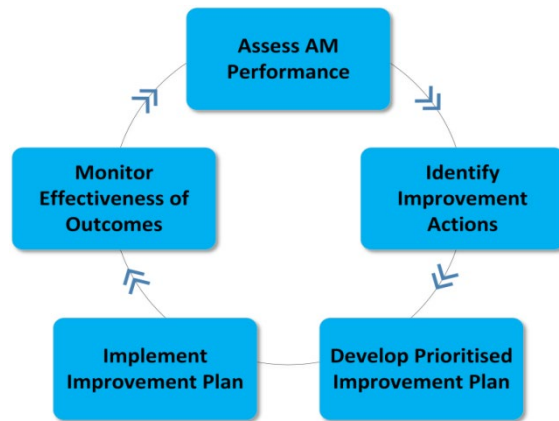 Assess AM
Performance
Identify
Improvement
Actions
Develop Prioritised
Improvement Plan
Implement
Improvement Plan
Monitor
Effectiveness of
Outcomes